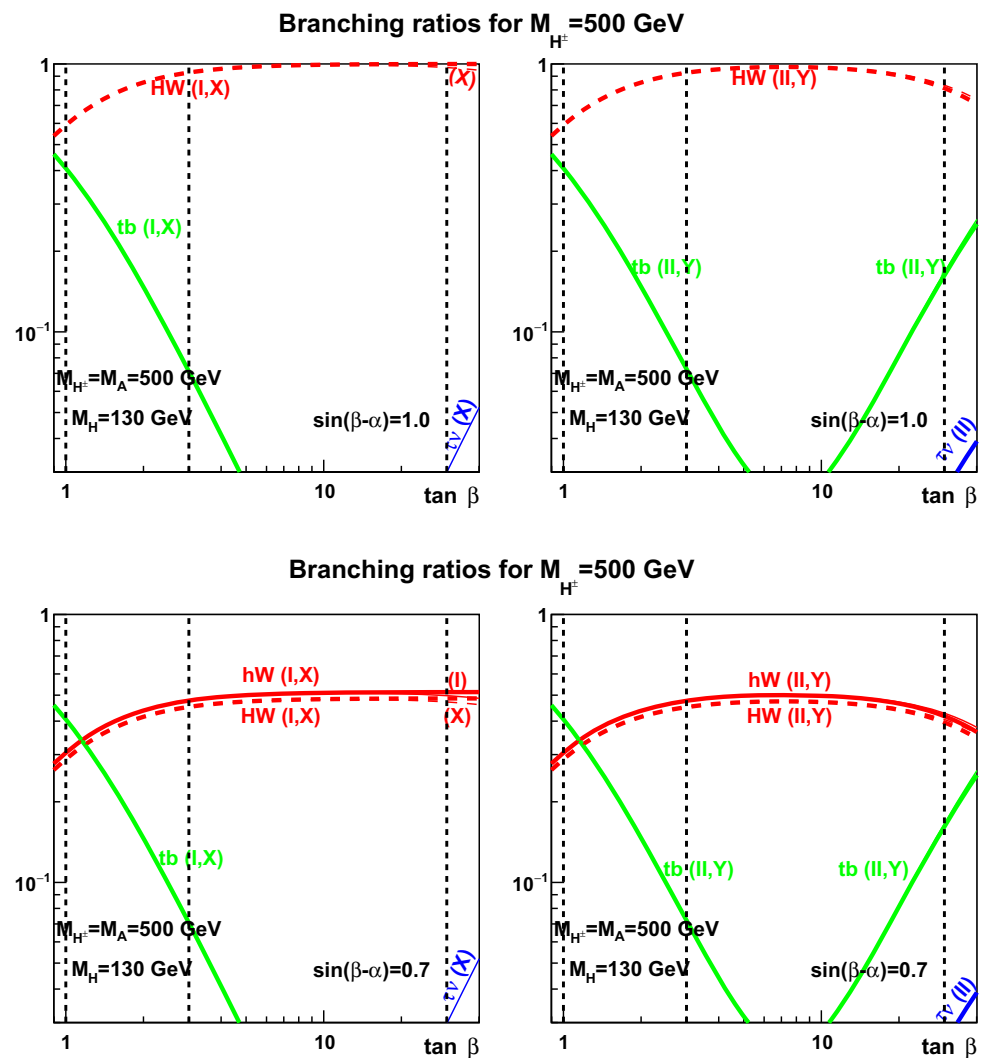 Branching ratios for M_H±=500 GeV
1
HW (I,X)
(X)
tb (I,X)
10⁻¹
M_H±=M_A=500 GeV
M_H=130 GeV
sin(β-α)=1.0
τν (X)
1
10
tan β
1
HW (II,Y)
tb (II,Y)
tb (II,Y)
10⁻¹
M_H±=M_A=500 GeV
M_H=130 GeV
sin(β-α)=1.0
τν (II)
1
10
tan β
Branching ratios for M_H±=500 GeV
1
hW (I,X)
(I)
HW (I,X)
(X)
tb (I,X)
10⁻¹
M_H±=M_A=500 GeV
M_H=130 GeV
sin(β-α)=0.7
τν (X)
1
10
tan β
1
hW (II,Y)
HW (II,Y)
tb (II,Y)
tb (II,Y)
10⁻¹
M_H±=M_A=500 GeV
M_H=130 GeV
sin(β-α)=0.7
τν (II)
1
10
tan β